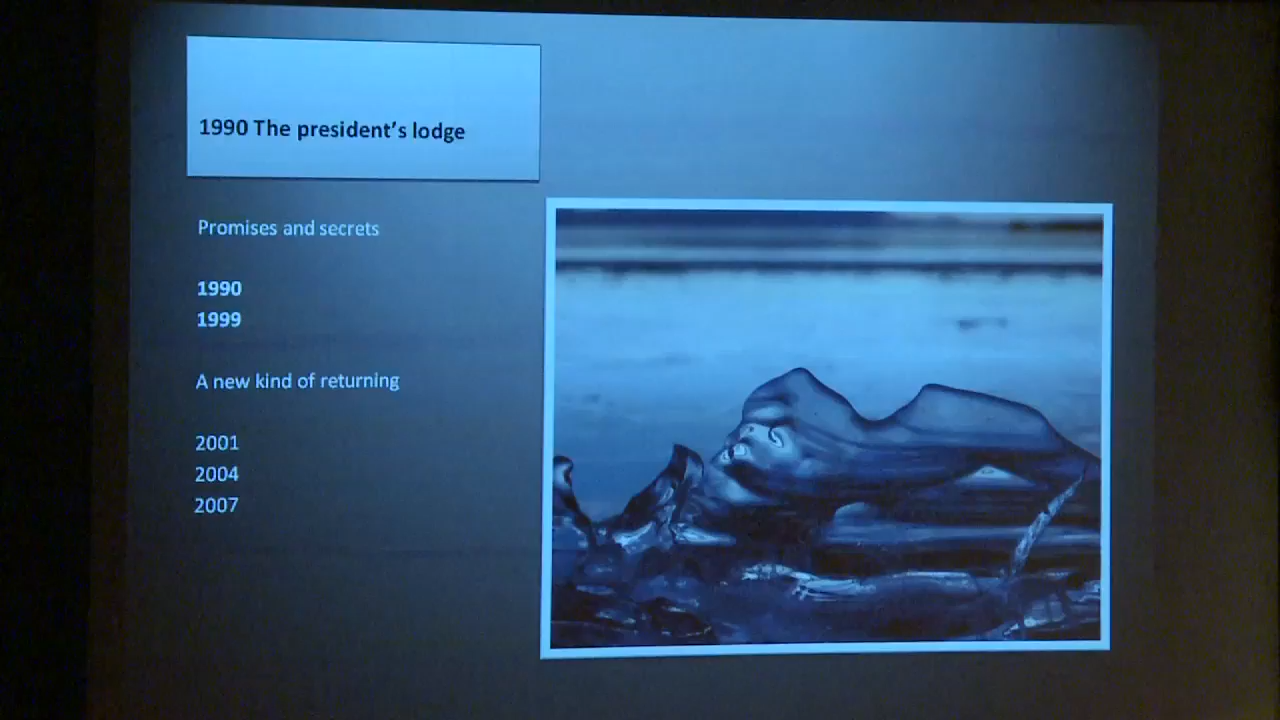 1990 The president's lodge
Promises and secrets
1990
1999
A new kind of returning
2001
2004
2007